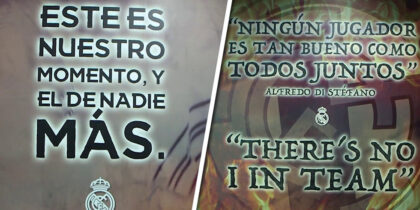 ESTE ES
NUESTRO
MOMENTO, Y
EL DE NADIE
MÁS.
"NINGÚN JUGADOR
ES TAN BUENO COMO
TODOS JUNTOS"
ALFREDO DI STÉFANO
"THERE'S NO
I IN TEAM"